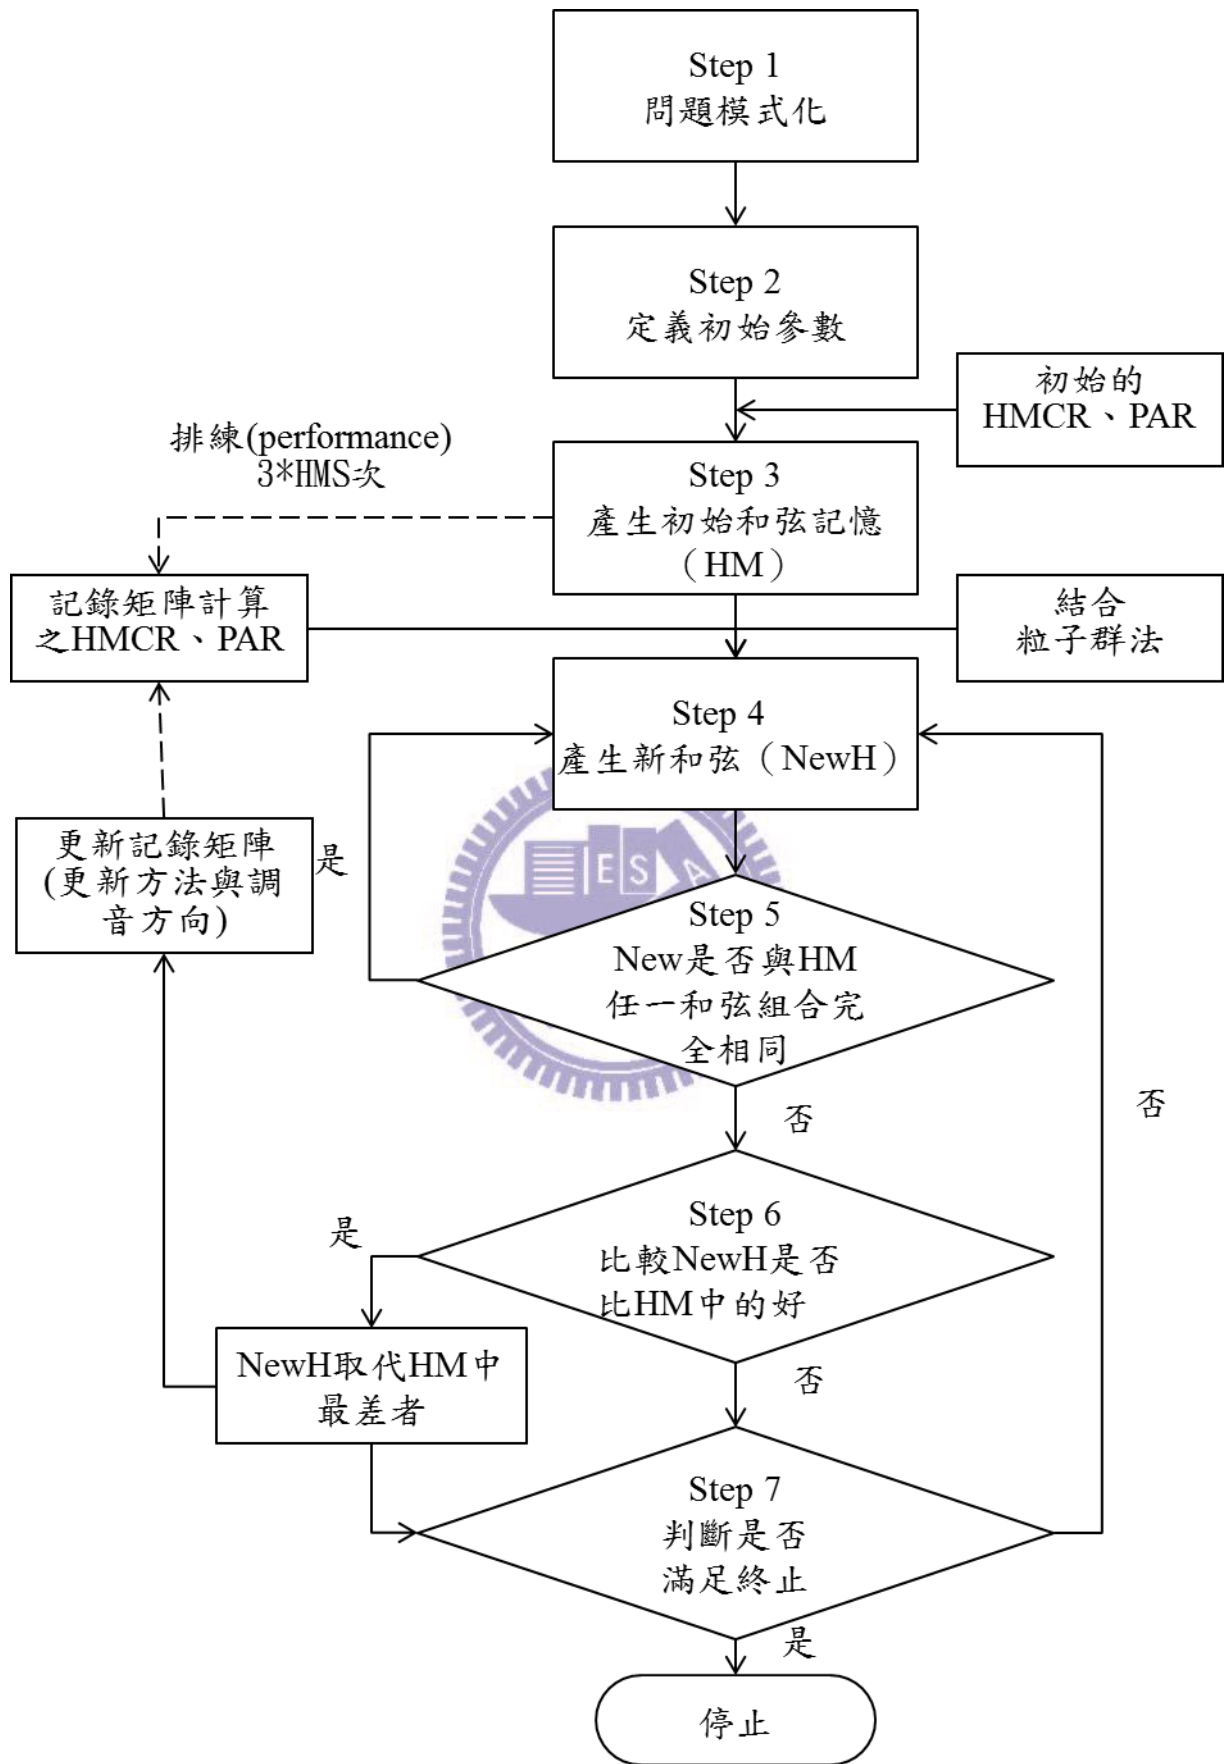 Step 1
問題模式化
Step 2
定義初始參數
初始的
HMCR、PAR
排練(performance)
3*HMS次
Step 3
產生初始和弦記憶
（HM）
記錄矩陣計算
之HMCR、PAR
結合
粒子群法
Step 4
產生新和弦（NewH）
更新記錄矩陣
(更新方法與調
音方向)
是
ESA
Step 5
New是否與HM
任一和弦組合完
全相同
否
否
是
Step 6
比較NewH是否
比HM中的好
NewH取代HM中
最差者
否
Step 7
判斷是否
滿足終止
是
停止